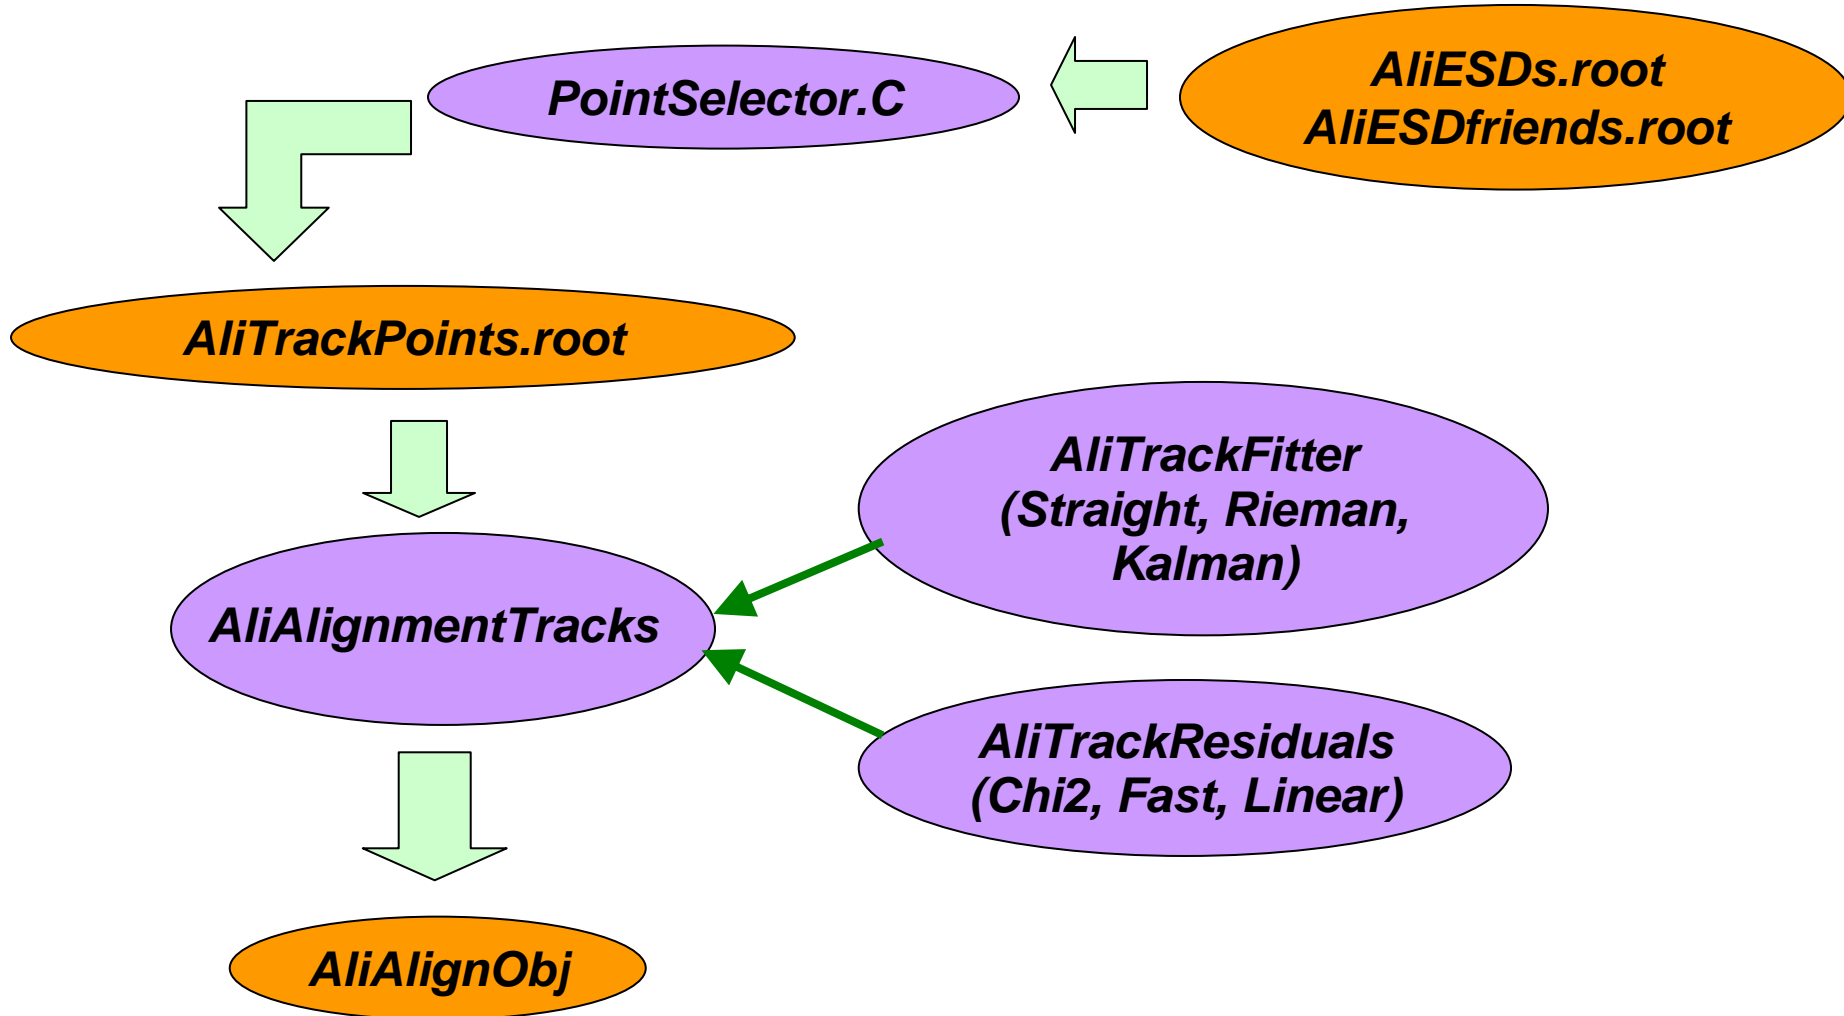 PointSelector.C
AliESDs.root
AliESDfriends.root
AliTrackPoints.root
AliTrackFitter
(Straight, Rieman,
Kalman)
AliAlignmentTracks
AliTrackResiduals
(Chi2, Fast, Linear)
AliAlignObj